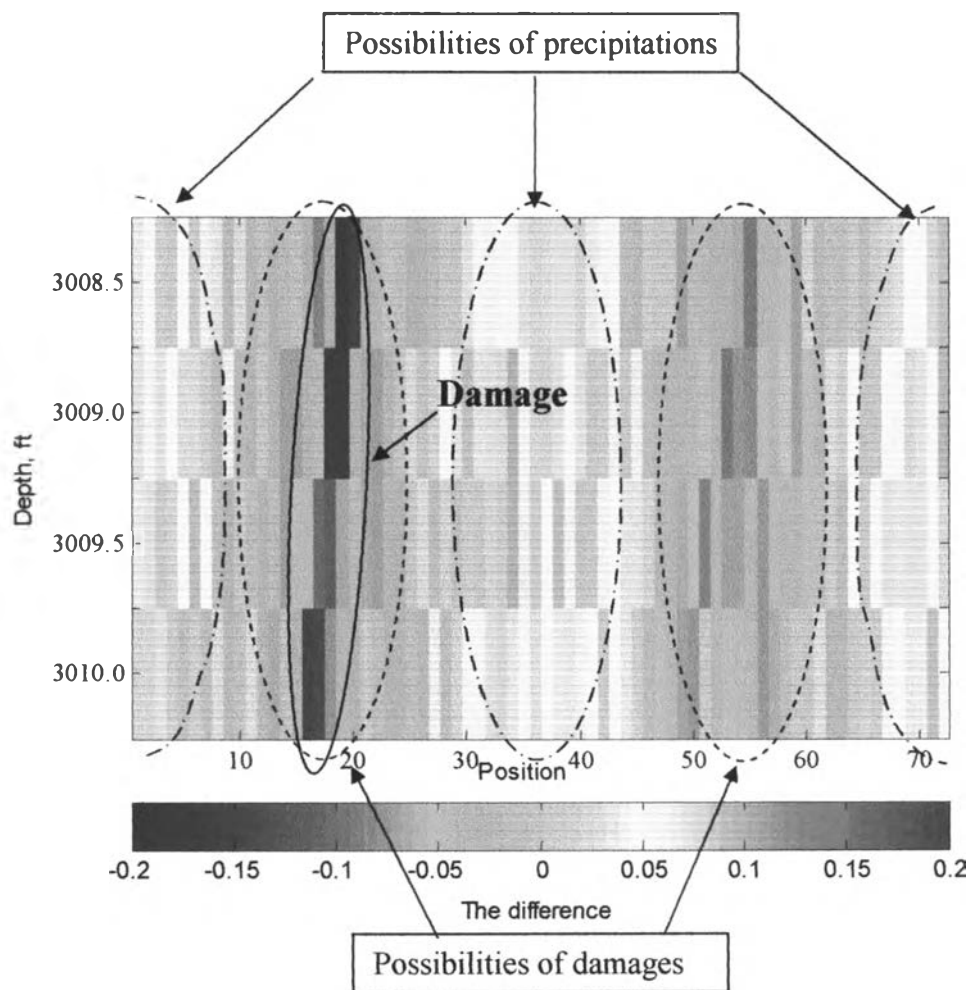 Possibilities of precipitations
3008.5
3009.0
3009.5
3010.0
Depth, ft
Damage
10 20 30 40 50 60 70
Position
-0.2 -0.15 -0.1 -0.05 0 0.05 0.1 0.15 0.2
The difference
Possibilities of damages